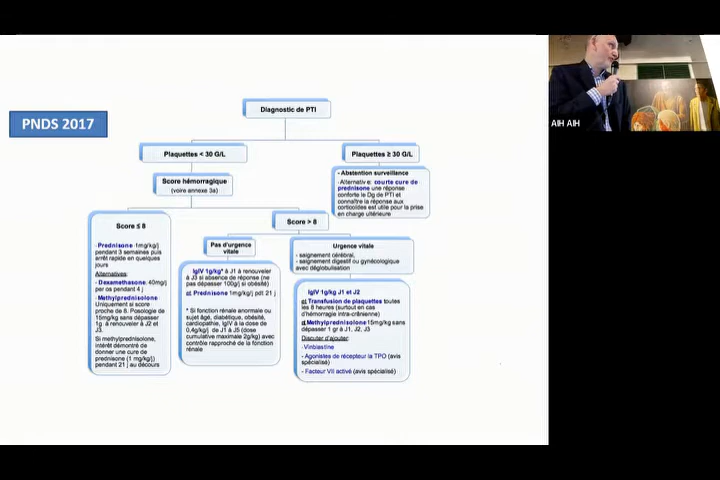 PNDS 2017
Diagnostic de PTI
Plaquettes < 30 G/L
Plaquettes ≥ 30 G/L
Score hémorragique
(voire annexe 3a)
- Abstention surveillance
-Alternative: courte cure de
prednisone une réponse
conforte le Dg de PTI et
connaître la réponse aux
corticoïdes est utile pour la prise
en charge ultérieure
Score ≤ 8
- Prednisone 1mg/kg/j
pendant 3 semaines puis
arrêt rapide en quelques
jours
Alternatives:
- Dexamethasone, 40mg/j
per os pendant 4 j
- Methylprednisolone
Uniquement si score
proche de 8. Posologie de
15mg/kg sans dépasser
1g. à renouveler à J2 et
J3.
Si methylprednisolone,
intérêt démontré de
donner une cure de
prednisone (1 mg/kg/j)
pendant 21 j au décours
Score > 8
Pas d'urgence
vitale
IgIV 1g/kg* à J1 à renouveler
à J3 si absence de réponse (ne
pas dépasser 100g/j si obésité)
et Prednisone 1mg/kg/j pdt 21 j
* Si fonction rénale anormale ou
sujet âgé, diabétique, obésité,
cardiopathie, IgIV à la dose de
0,4g/kg/j de J1 à J5 (dose
cumulative maximale 2g/kg) avec
contrôle rapproché de la fonction
rénale
Urgence vitale
- saignement cérébral,
- saignement digestif ou gynécologique
avec déglobulisation
IgIV 1g/kg J1 et J2
et Transfusion de plaquettes toutes
les 8 heures (surtout en cas
d'hémorragie intra-crânienne)
et Methylprednisolone 15mg/kg sans
dépasser 1 gr à J1, J2, J3
Discuter d'ajouter:
- Vinblastine
- Agonistes de récepteur la TPO (avis
spécialisé)
- Facteur VII activé (avis spécialisé)
AIH AIH